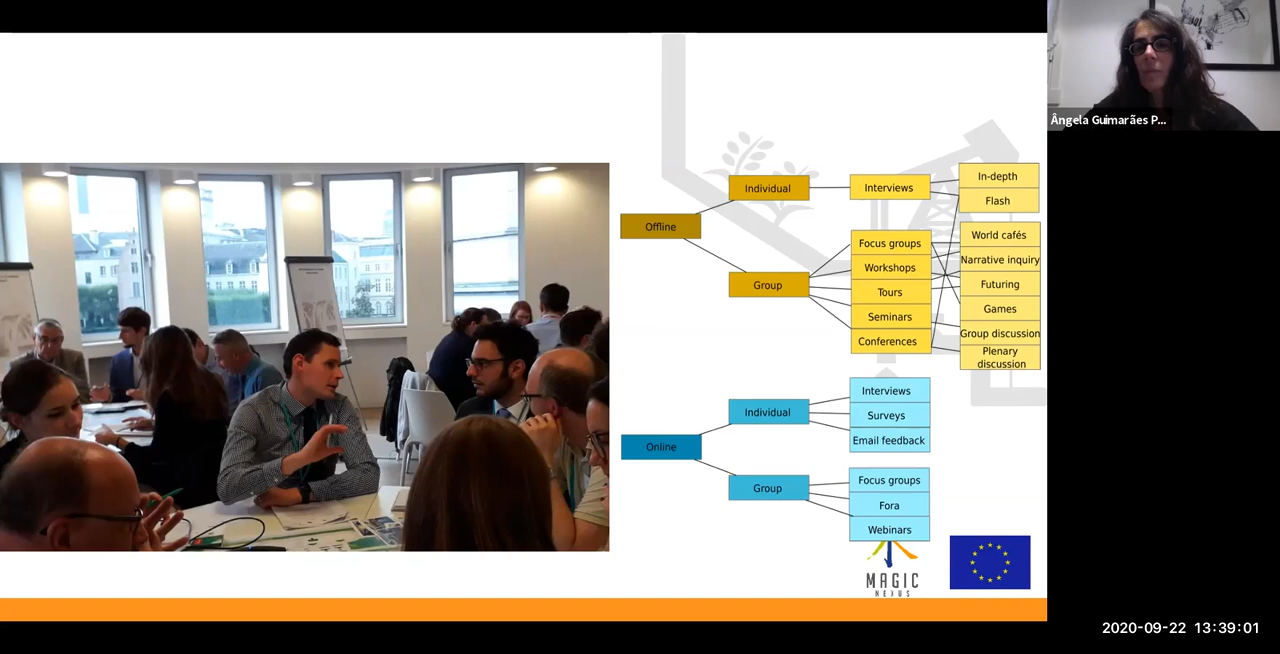 Ângela Guimarães P...
Offline
Individual
Interviews
In-depth
Flash
Group
Focus groups
Workshops
Tours
Seminars
Conferences
World cafés
Narrative inquiry
Futuring
Games
Group discussion
Plenary
discussion
Online
Individual
Interviews
Surveys
Email feedback
Group
Focus groups
Fora
Webinars
MAGIC
NEXUS
2020-09-22 13:39:01